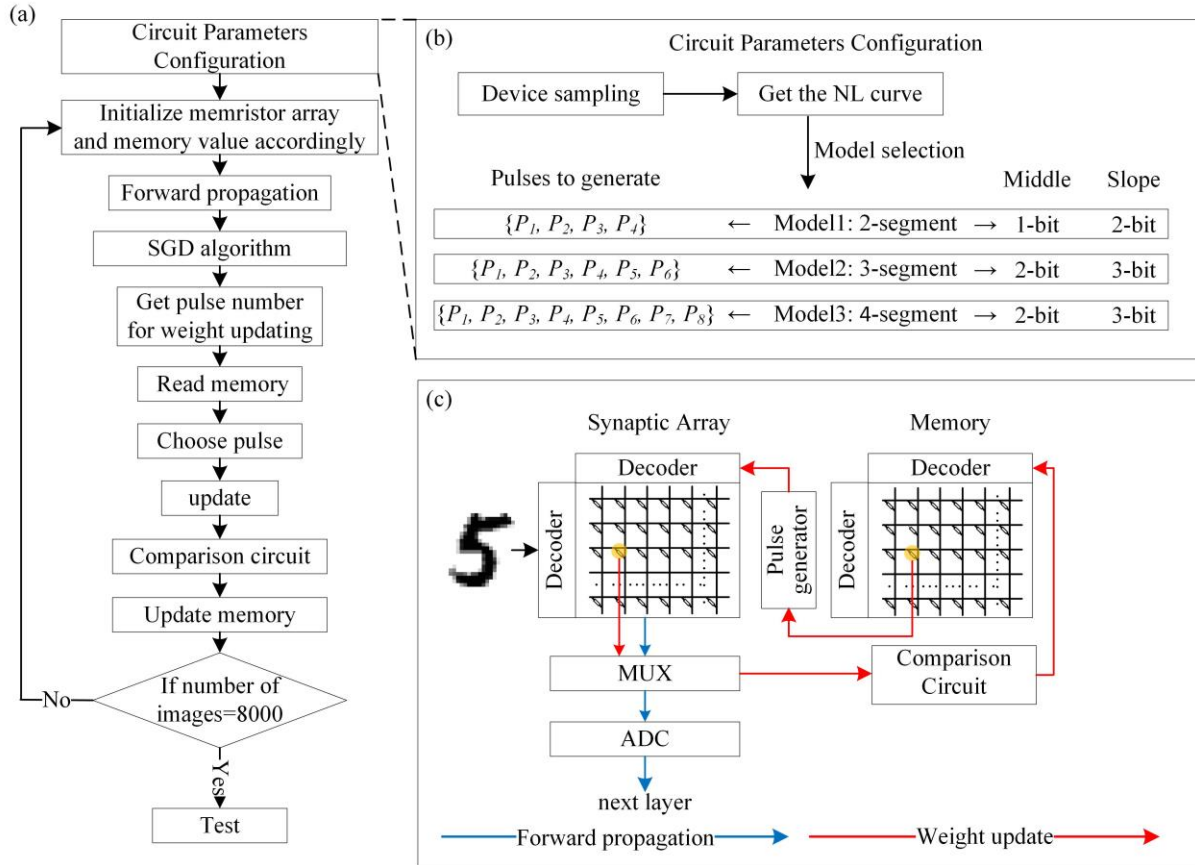 (a)
Circuit Parameters
Configuration
Initialize memristor array
and memory value accordingly
Forward propagation
SGD algorithm
Get pulse number
for weight updating
Read memory
Choose pulse
update
Comparison circuit
Update memory
If number of
images=8000
No
Yes
Test
(b)
Circuit Parameters Configuration
Device sampling
Get the NL curve
Model selection
Pulses to generate
Middle
Slope
{P1, P2, P3, P4} ← Model1: 2-segment → 1-bit 2-bit
{P1, P2, P3, P4, P5, P6} ← Model2: 3-segment → 2-bit 3-bit
{P1, P2, P3, P4, P5, P6, P7, P8} ← Model3: 4-segment → 2-bit 3-bit
(c)
Synaptic Array
Memory
Decoder
Decoder
5
Decoder
Pulse
generator
Decoder
MUX
Comparison
Circuit
ADC
next layer
Forward propagation
Weight update